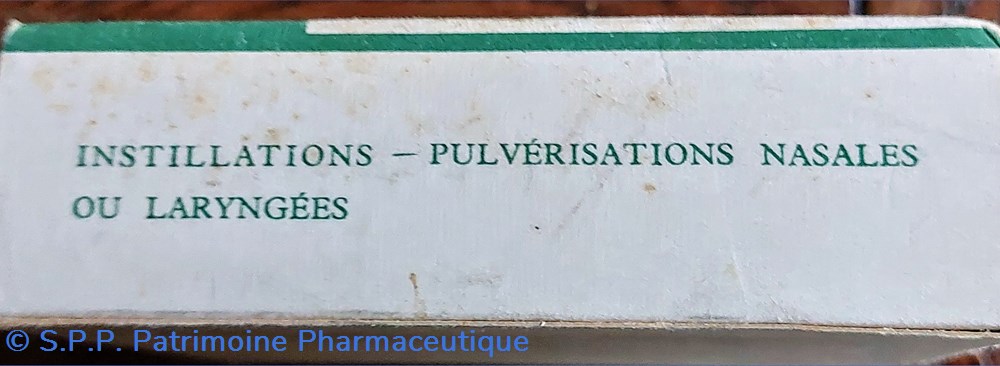 INSTILLATIONS – PULVÉRISATIONS NASALES
OU LARYNGÉES
© S.P.P. Patrimoine Pharmaceutique